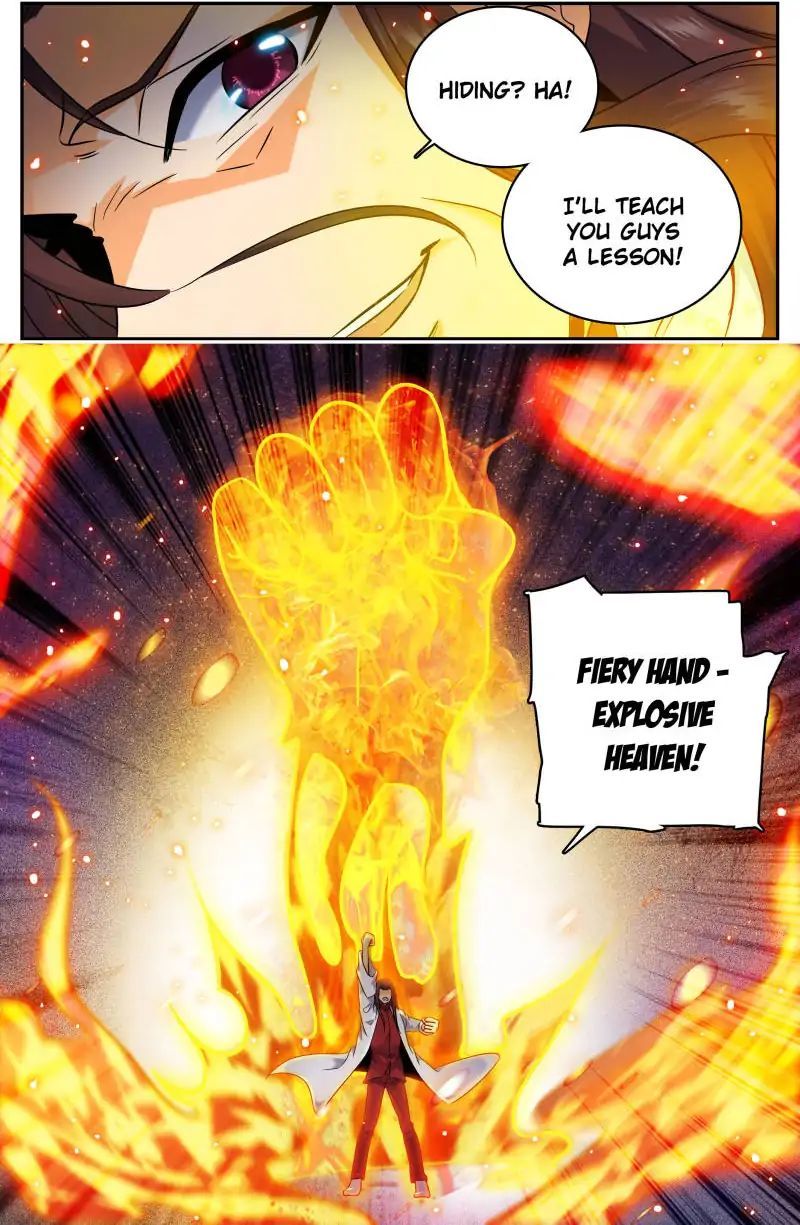 HIDING? HA!
I'LL TEACH
YOU GUYS
A LESSON!
FIERY HAND -
EXPLOSIVE
HEAVEN!